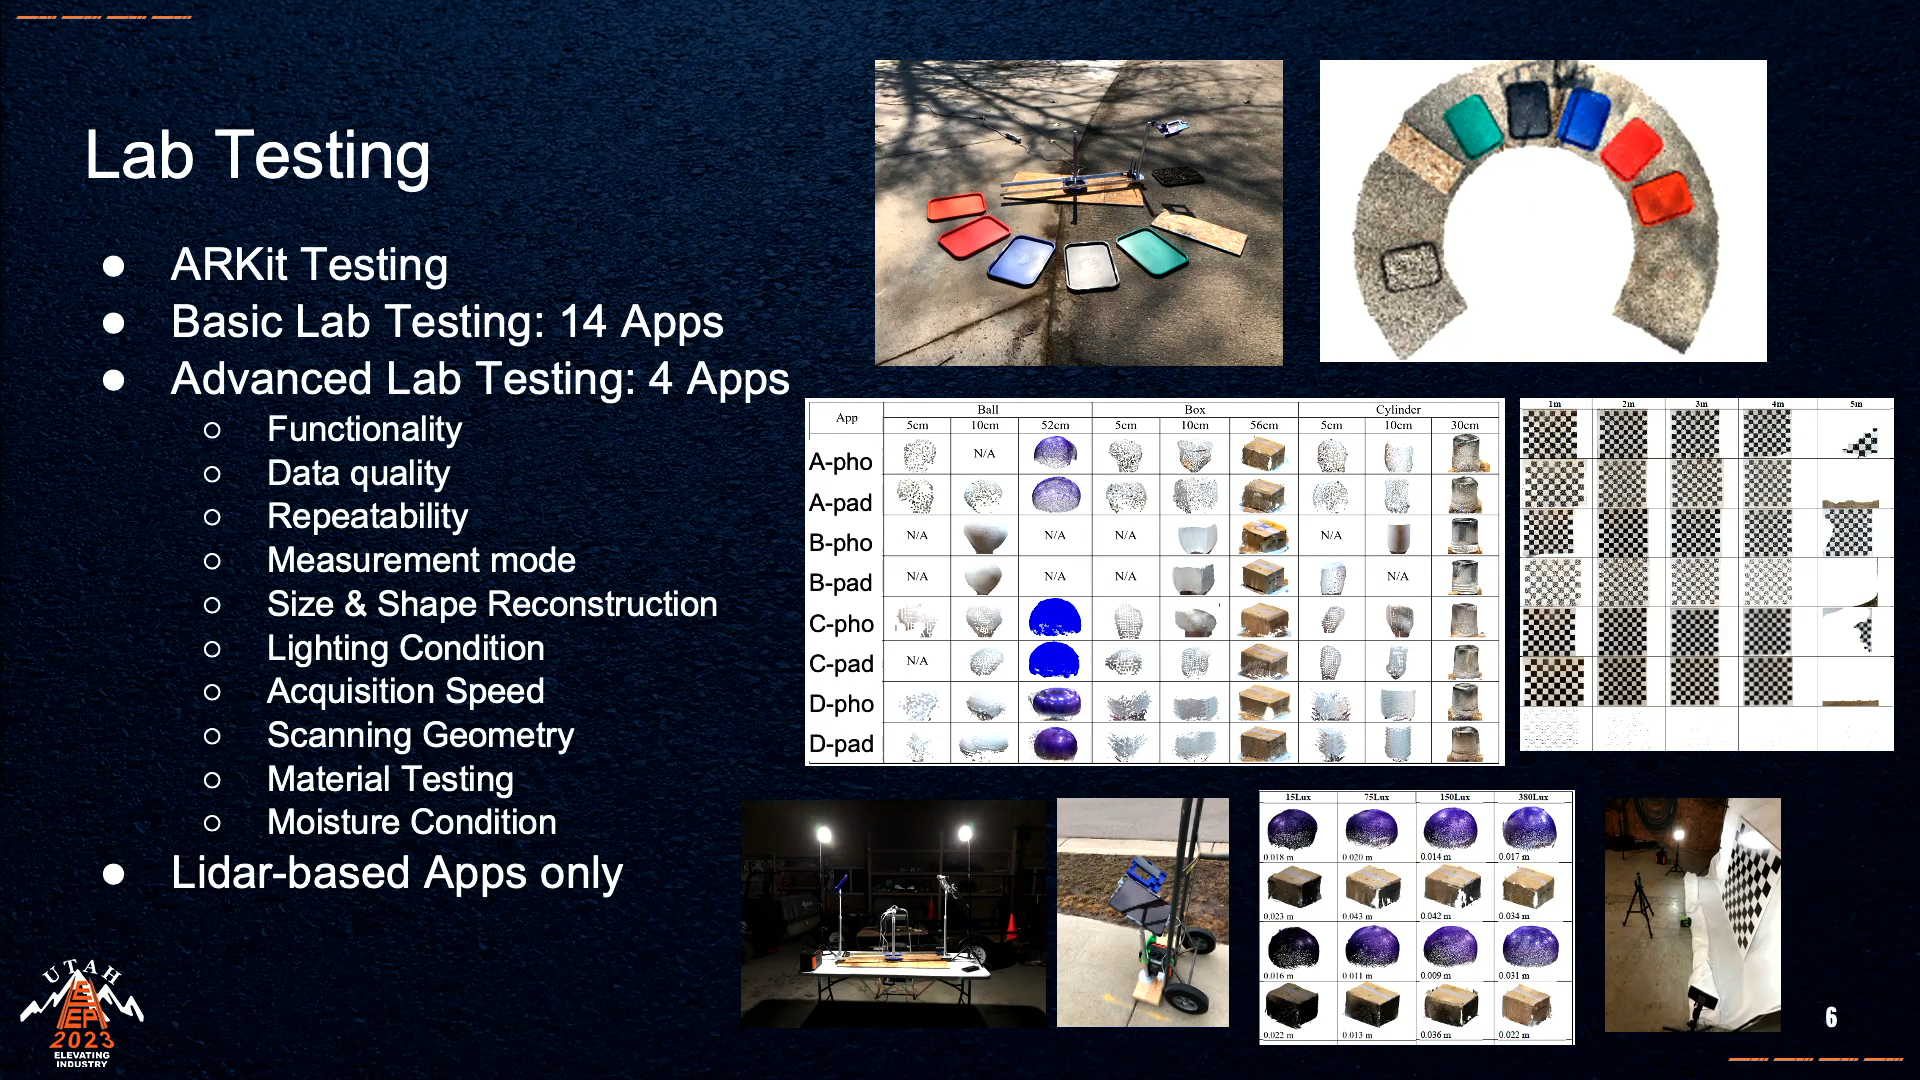 Lab Testing
● ARKit Testing
● Basic Lab Testing: 14 Apps
● Advanced Lab Testing: 4 Apps
○ Functionality
○ Data quality
○ Repeatability
○ Measurement mode
○ Size & Shape Reconstruction
○ Lighting Condition
○ Acquisition Speed
○ Scanning Geometry
○ Material Testing
○ Moisture Condition
● Lidar-based Apps only
App Ball Box Cylinder
5cm 10cm 52cm 5cm 10cm 56cm 5cm 10cm 30cm
A-pho N/A
A-pad
B-pho N/A N/A N/A N/A
B-pad N/A N/A N/A N/A
C-pho
C-pad N/A
D-pho
D-pad
1m 2m 3m 4m 5m
15Lux 75Lux 150Lux 380Lux
0.018 m 0.020 m 0.014 m 0.017 m
0.023 m 0.043 m 0.042 m 0.034 m
0.016 m 0.011 m 0.009 m 0.031 m
0.022 m 0.013 m 0.036 m 0.022 m
UTAH
2023
ELEVATING
INDUSTRY
6